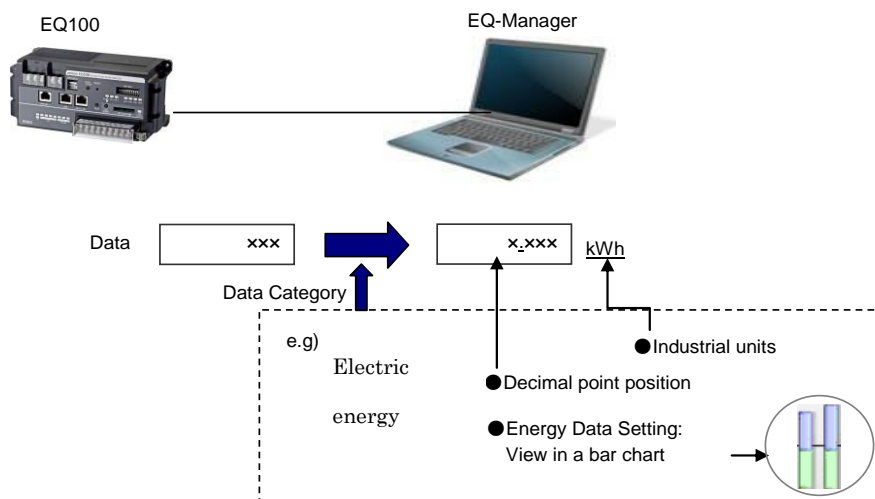 EQ100
EQ-Manager
Data
×××
×.×××
kWh
Data Category
e.g)
Electric
energy
●Industrial units
●Decimal point position
●Energy Data Setting:
View in a bar chart